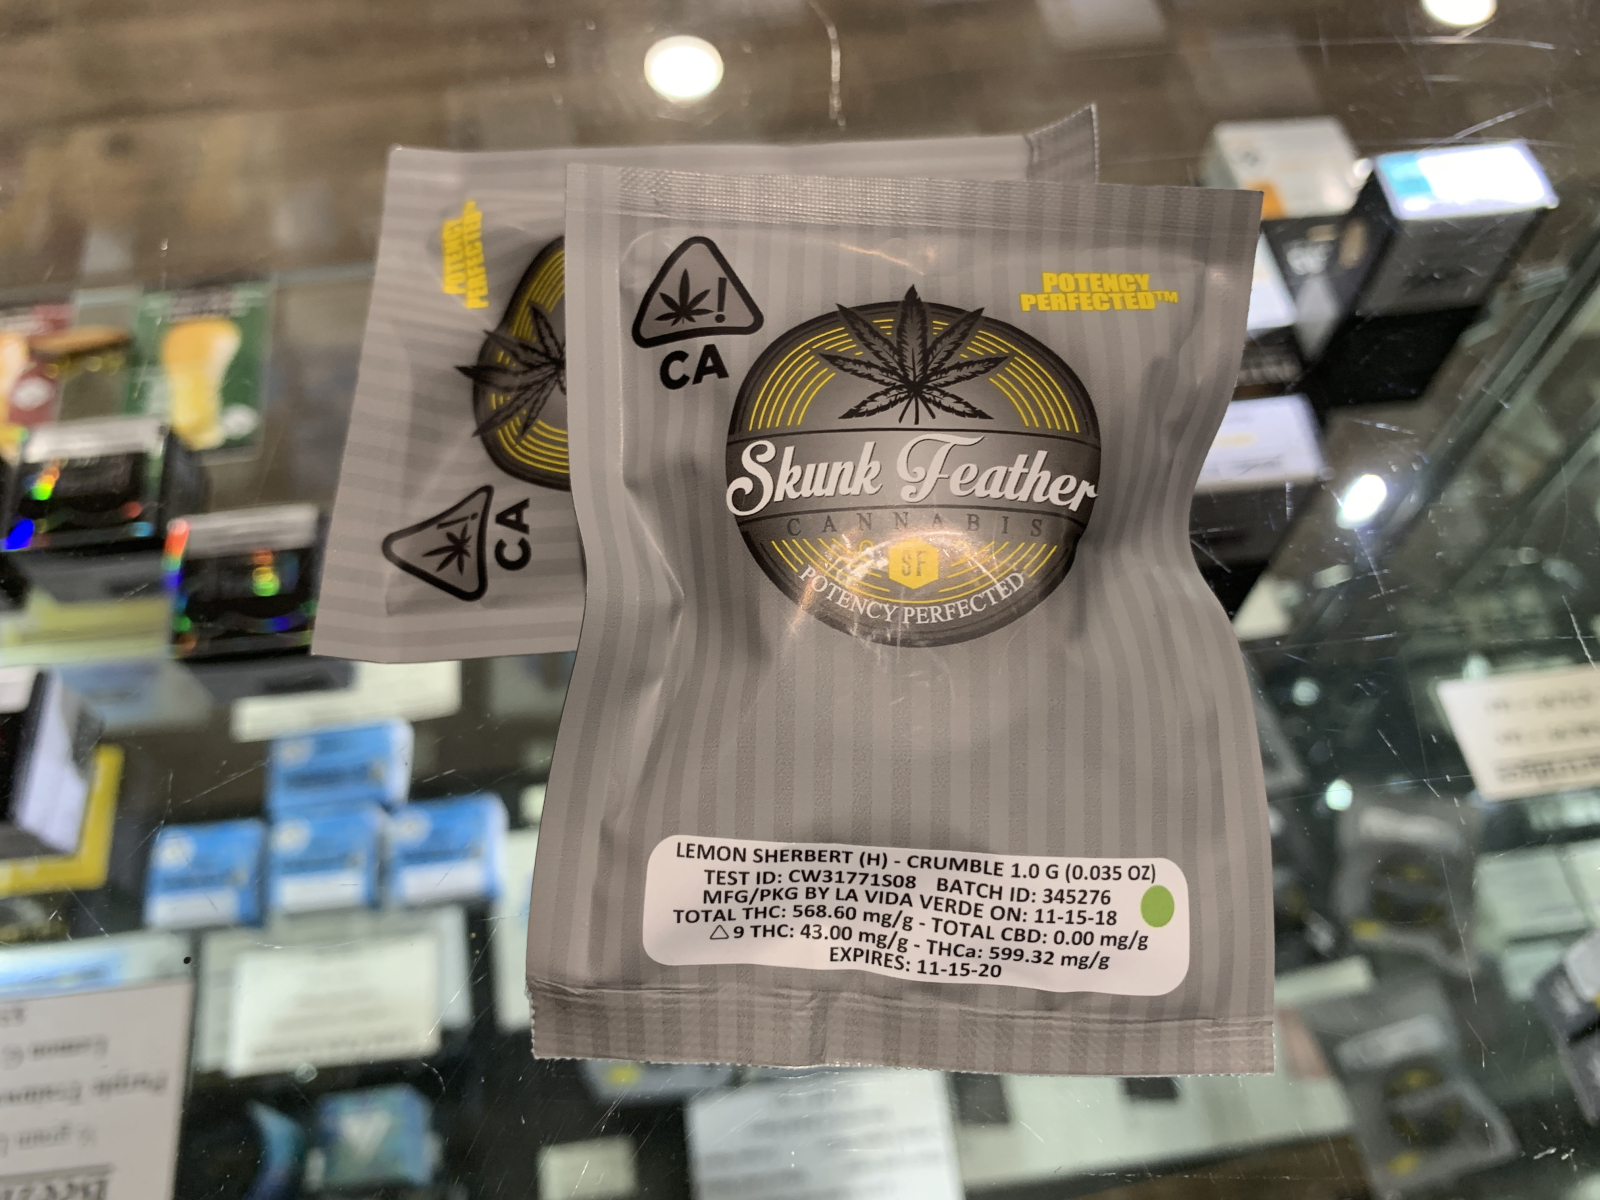 POTENCY
PERFECTED™
CA
POTENCY
PERFECTED™
CA
Skunk Feather
CANNABIS
SF
POTENCY PERFECTED
LEMON SHERBERT (H) - CRUMBLE 1.0 G (0.035 OZ)
TEST ID: CW31771S08 BATCH ID: 345276
MFG/PKG BY LA VIDA VERDE ON: 11-15-18
TOTAL THC: 568.60 mg/g - TOTAL CBD: 0.00 mg/g
△9 THC: 43.00 mg/g - THCa: 599.32 mg/g
EXPIRES: 11-15-20